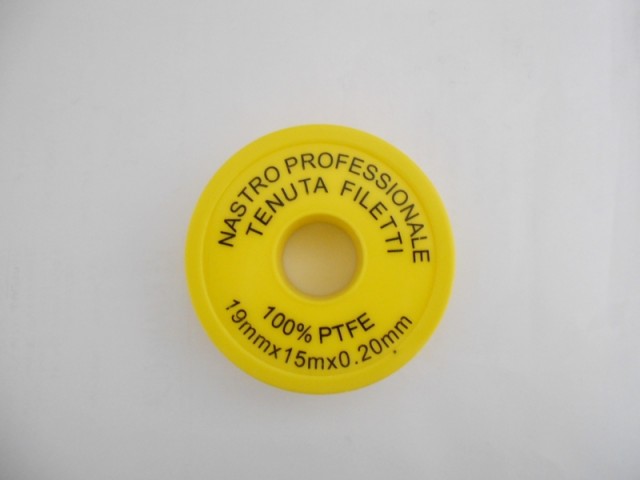 NASTRO PROFESSIONALE
TENUTA FILETTI
100% PTFE
19mmx15mx0.20mm